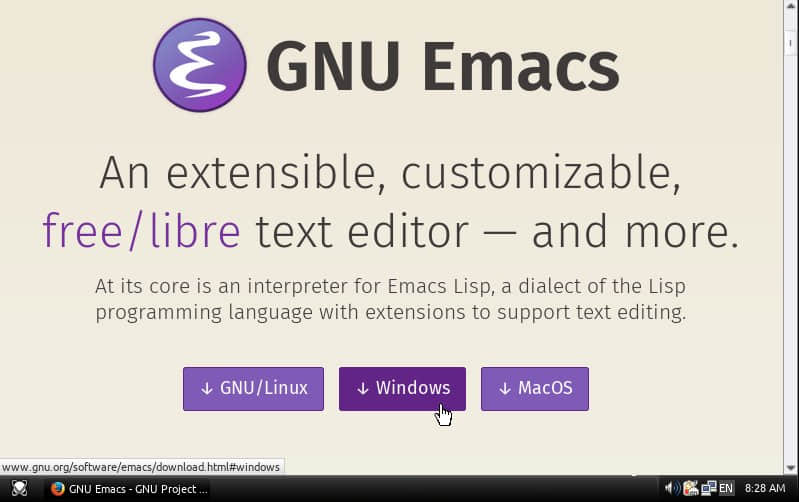 GNU Emacs
An extensible, customizable,
free/libre text editor — and more.
At its core is an interpreter for Emacs Lisp, a dialect of the Lisp
programming language with extensions to support text editing.
↓ GNU/Linux
↓ Windows
↓ MacOS
www.gnu.org/software/emacs/download.html#windows
GNU Emacs - GNU Project ...
EN
8:28 AM